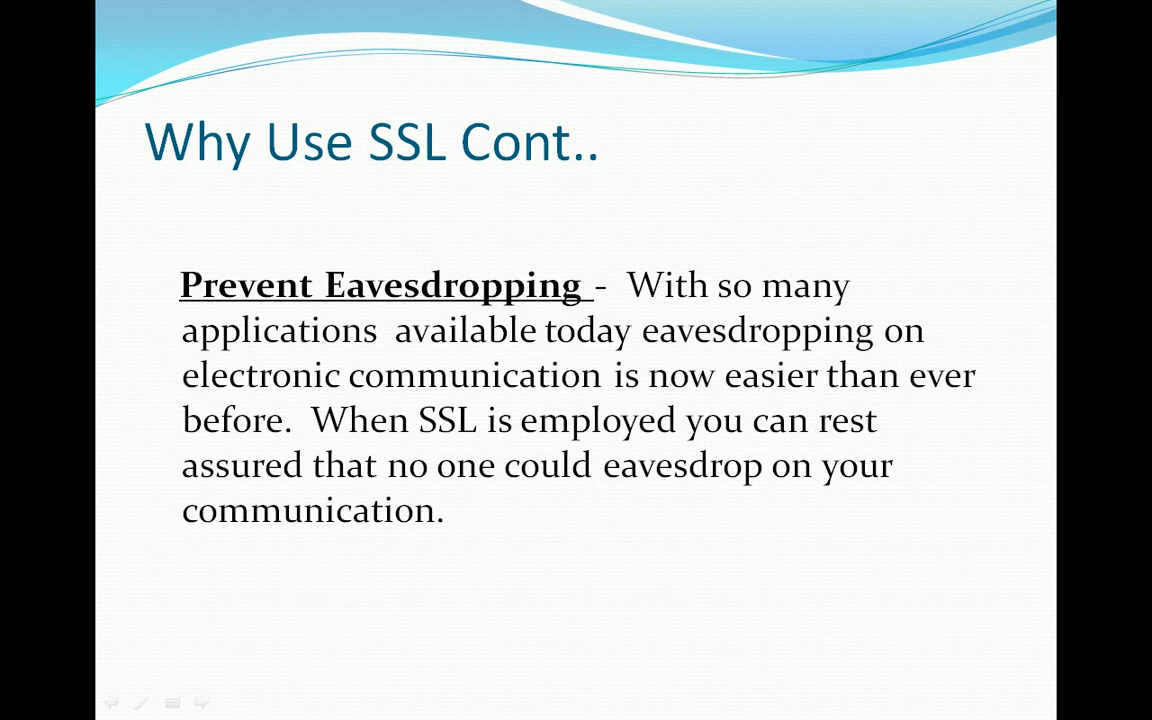 Why Use SSL Cont..
Prevent Eavesdropping - With so many
applications available today eavesdropping on
electronic communication is now easier than ever
before. When SSL is employed you can rest
assured that no one could eavesdrop on your
communication.